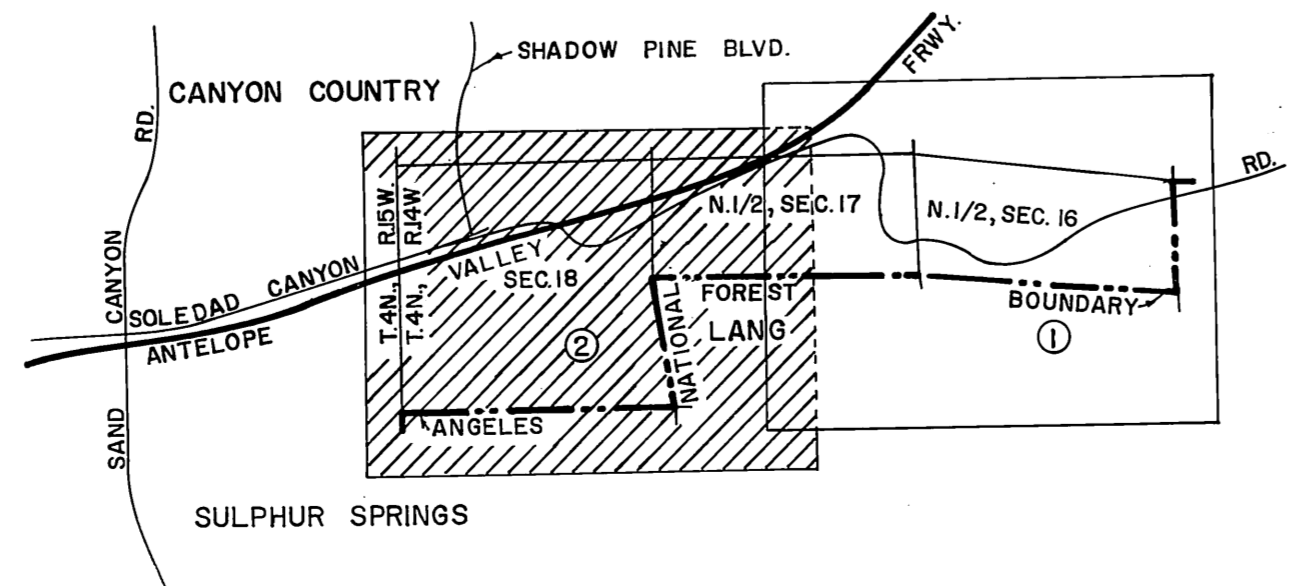 SHADOW PINE BLVD.
FRWY.
CANYON COUNTRY
RD.
RD.
R.15W.
R.14W
N.1/2, SEC. 17
N.1/2, SEC. 16
CANYON
SOLEDAD CANYON
VALLEY
SEC. 18
T.4N.,
T.4N.,
ANTELOPE
FOREST
BOUNDARY
LANG
NATIONAL
②
①
ANGELES
SAND
SULPHUR SPRINGS